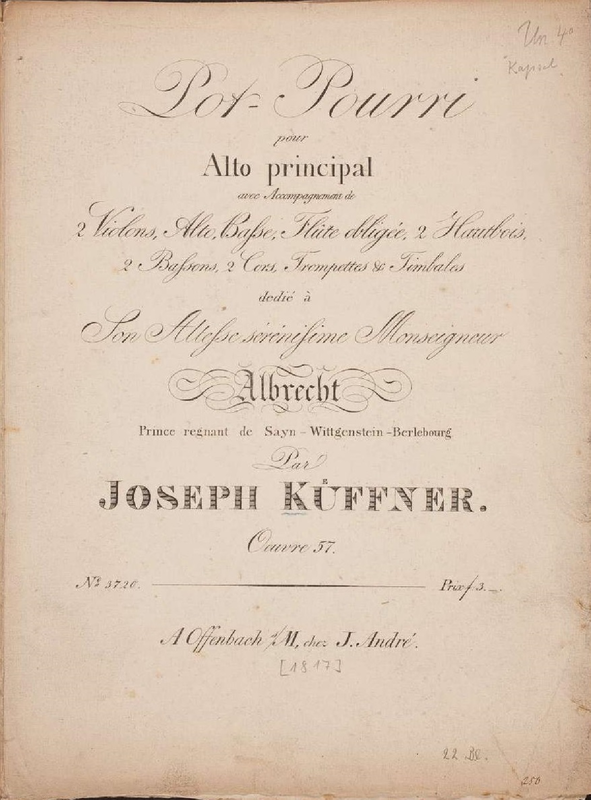 Un 4°
Kapsel
Pot-Pourri
pour
Alto principal
avec Accompagnement de
2 Violons, Alto, Baſse, Flûte obligée, 2 Hautbois,
2 Baſsons, 2 Cors, Trompettes & Timbales
dedié à
Son Alteſse séréniſsime Monseigneur
Albrecht
Prince regnant de Sayn-Wittgenstein-Berlebourg
Par
JOSEPH KÜFFNER.
Oeuvre 57.
No. 3720. Prix f 3._.
A Offenbach s/M, chez J. André.
[1817]
22 Bl.
250.